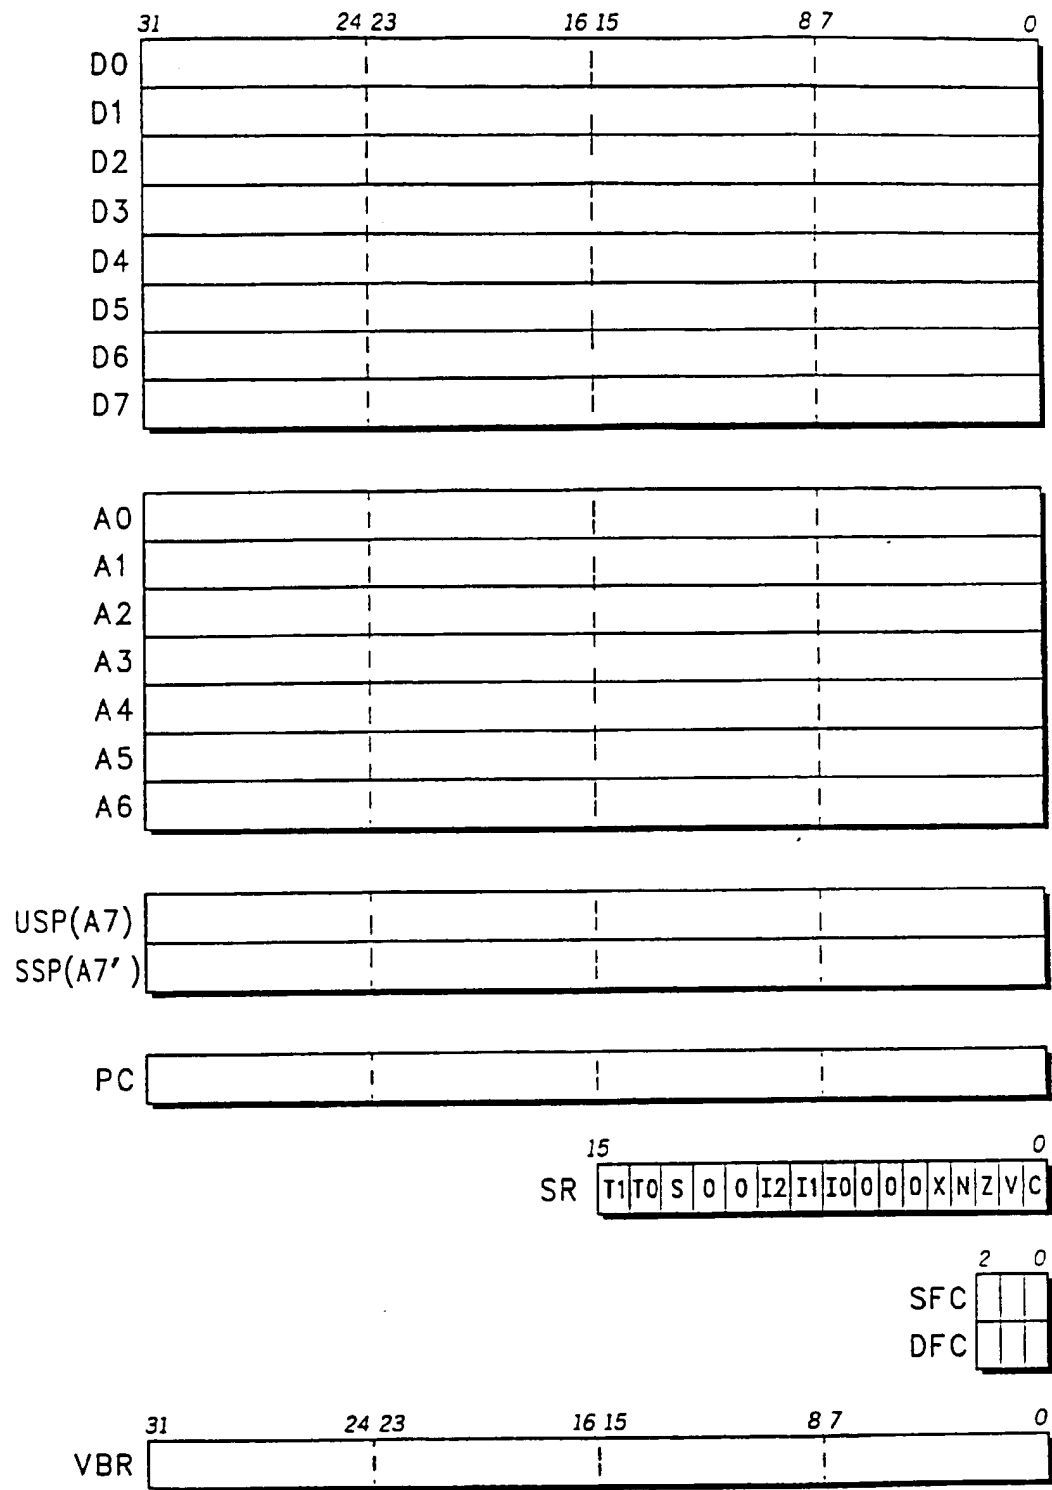 31 24 23 16 15 8 7 0
D0
D1
D2
D3
D4
D5
D6
D7
A0
A1
A2
A3
A4
A5
A6
USP(A7)
SSP(A7')
PC
15 0
SR T1 T0 S 0 0 I2 I1 I0 0 0 0 X N Z V C
2 0
SFC
DFC
31 24 23 16 15 8 7 0
VBR